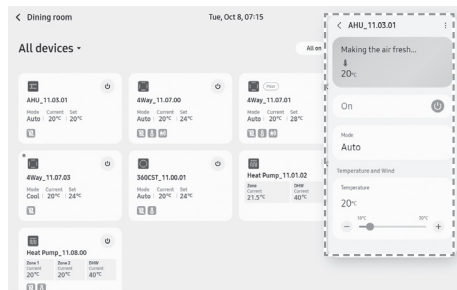 < Dining room
Tue, Oct 8, 07:15
All devices
All on
AHU_11.03.01
Mode Current Set
Auto 20°C 20°C
4Way_11.07.00
Mode Current Set
Auto 20°C 24°C
4Way_11.07.01
Mode Current Set
Auto 20°C 28°C
4Way_11.07.03
Mode Current Set
Cool 20°C 24°C
360CST_11.00.01
Mode Current Set
Auto 20°C 24°C
Heat Pump_11.01.02
Zone DHW
Current Current
21.5°C 40°C
Heat Pump_11.08.00
Zone 1 Zone 2 DHW
Current Current Current
20°C 20°C 40°C
< AHU_11.03.01
Making the air fresh...
20°C
On
Mode
Auto
Temperature and Wind
Temperature
20°C
10°C 30°C